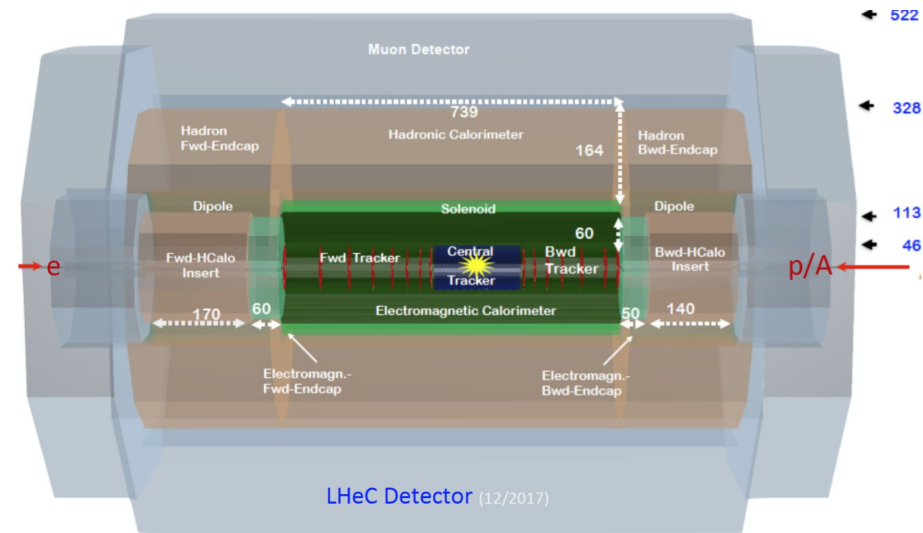 522
Muon Detector
739
328
Hadron
Fwd-Endcap
Hadronic Calorimeter
Hadron
Bwd-Endcap
164
Dipole
Solenoid
Dipole
113
60
46
e
Fwd-HCalo
Insert
Fwd Tracker
Central
Tracker
Bwd
Tracker
Bwd-HCalo
Insert
p/A
170
60
Electromagnetic Calorimeter
50
140
Electromagn.-
Fwd-Endcap
Electromagn.-
Bwd-Endcap
LHeC Detector (12/2017)